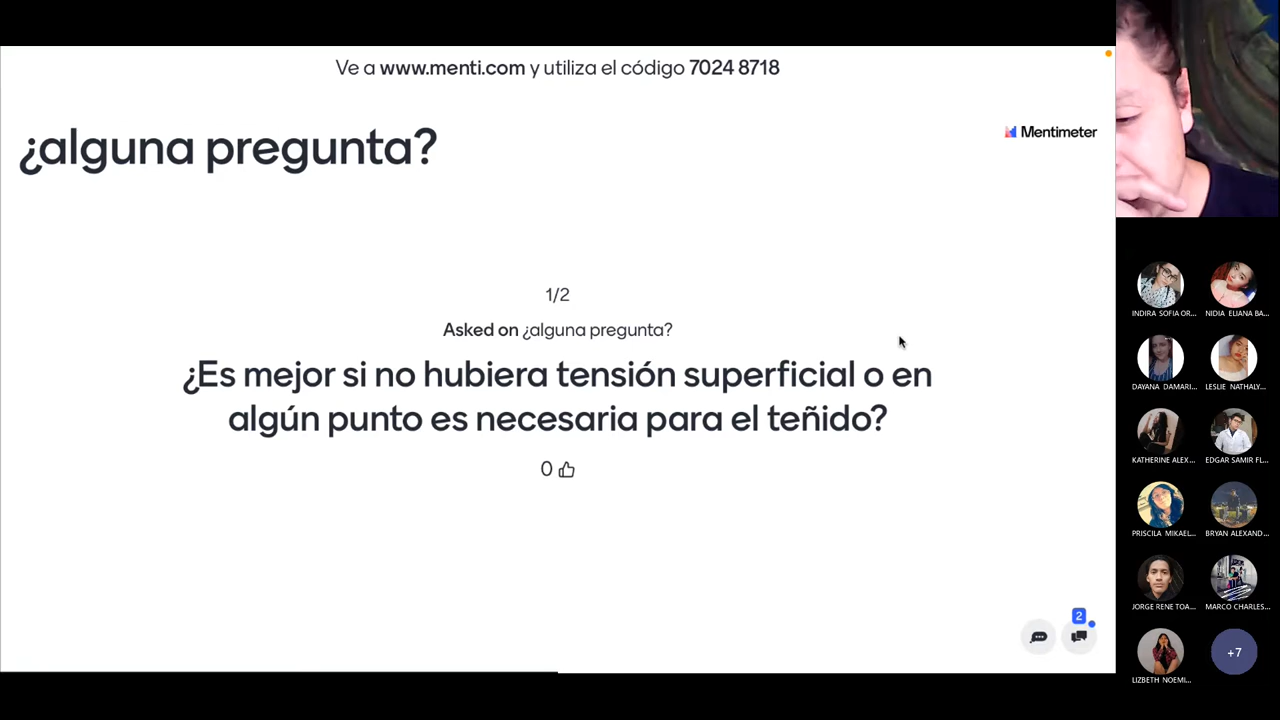 Ve a www.menti.com y utiliza el código 7024 8718
¿alguna pregunta?
Mentimeter
1/2
Asked on ¿alguna pregunta?
¿Es mejor si no hubiera tensión superficial o en
algún punto es necesaria para el teñido?
0
2
INDIRA SOFIA OR...
NIDIA ELIANA BA...
DAYANA DAMARI...
LESLIE NATHALY...
KATHERINE ALEX...
EDGAR SAMIR FL...
PRISCILA MIKAEL...
BRYAN ALEXAND...
JORGE RENE TOA...
MARCO CHARLES...
LIZBETH NOEMI...
+7